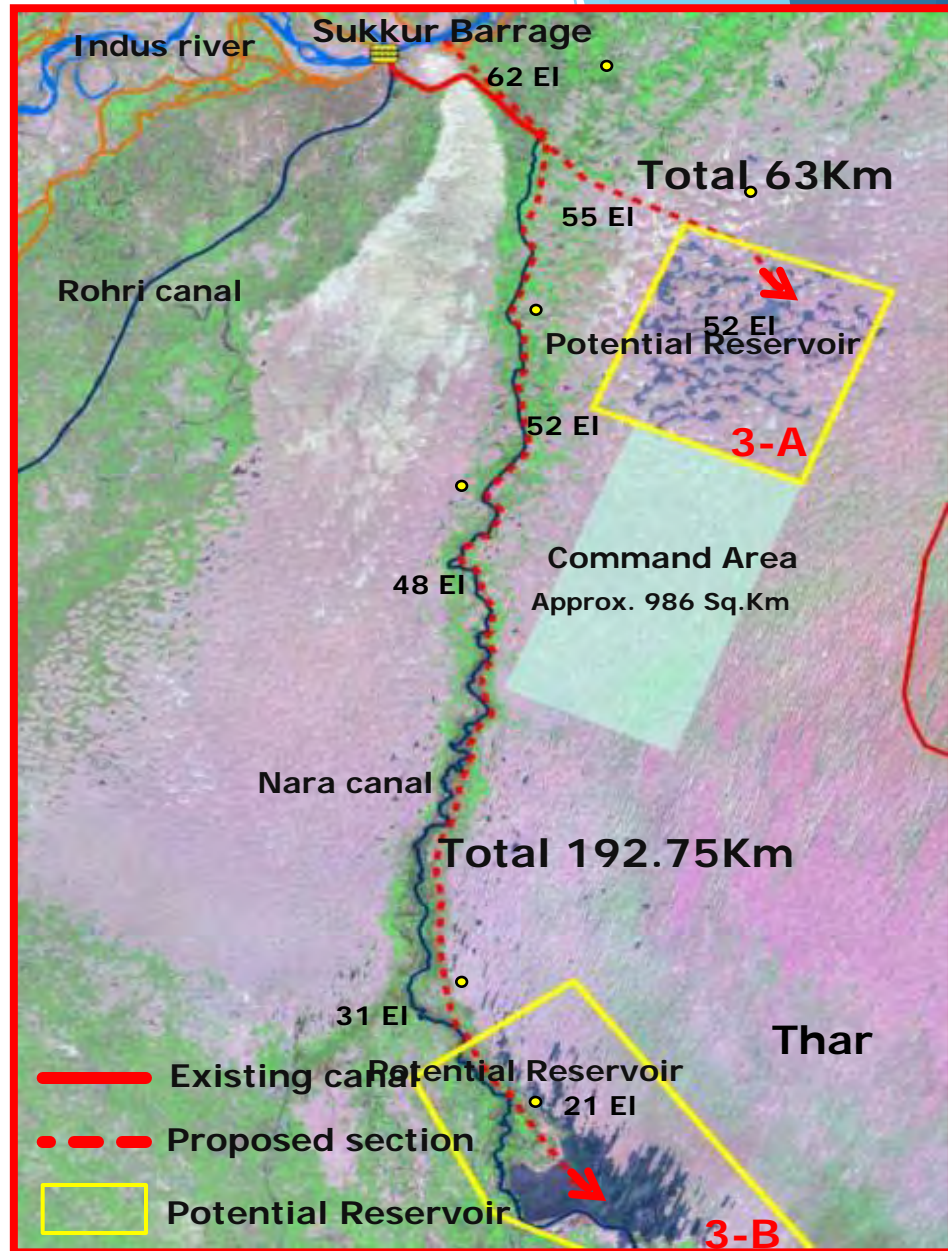 Sukkur Barrage
Indus river
62 El
Total 63Km
55 El
Rohri canal
52 El
Potential Reservoir
52 El
3-A
Command Area
48 El
Approx. 986 Sq.Km
Nara canal
Total 192.75Km
31 El
Thar
Existing canal
Potential Reservoir
21 El
Proposed section
Potential Reservoir
3-B